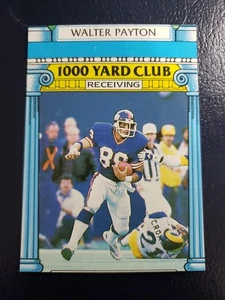 WALTER PAYTON
1000 YARD CLUB
RECEIVING
88